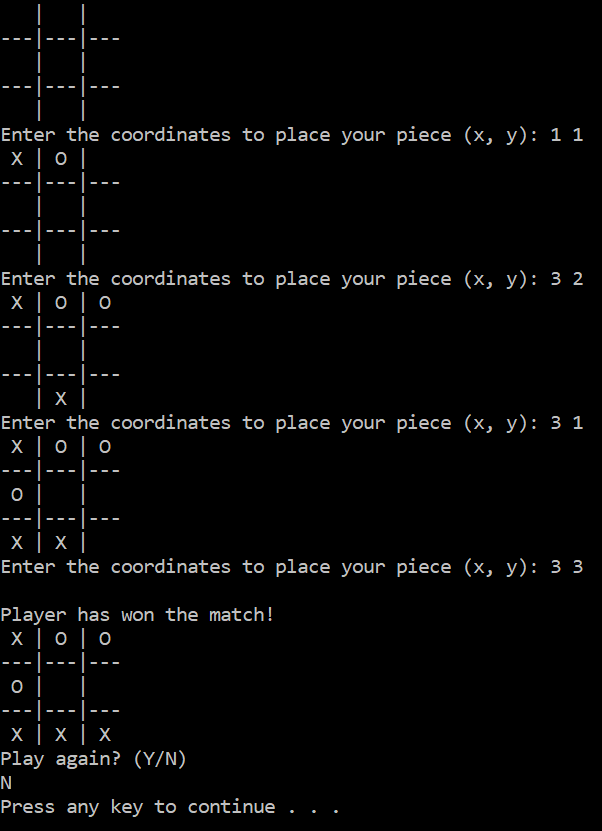 |   |
---|---|---
   |   |
---|---|---
   |   |
Enter the coordinates to place your piece (x, y): 1 1
 X | O |
---|---|---
   |   |
---|---|---
   |   |
Enter the coordinates to place your piece (x, y): 3 2
 X | O | O
---|---|---
   |   |
---|---|---
   | X |
Enter the coordinates to place your piece (x, y): 3 1
 X | O | O
---|---|---
 O |   |
---|---|---
 X | X |
Enter the coordinates to place your piece (x, y): 3 3

Player has won the match!
 X | O | O
---|---|---
 O |   |
---|---|---
 X | X | X
Play again? (Y/N)
N
Press any key to continue . . .